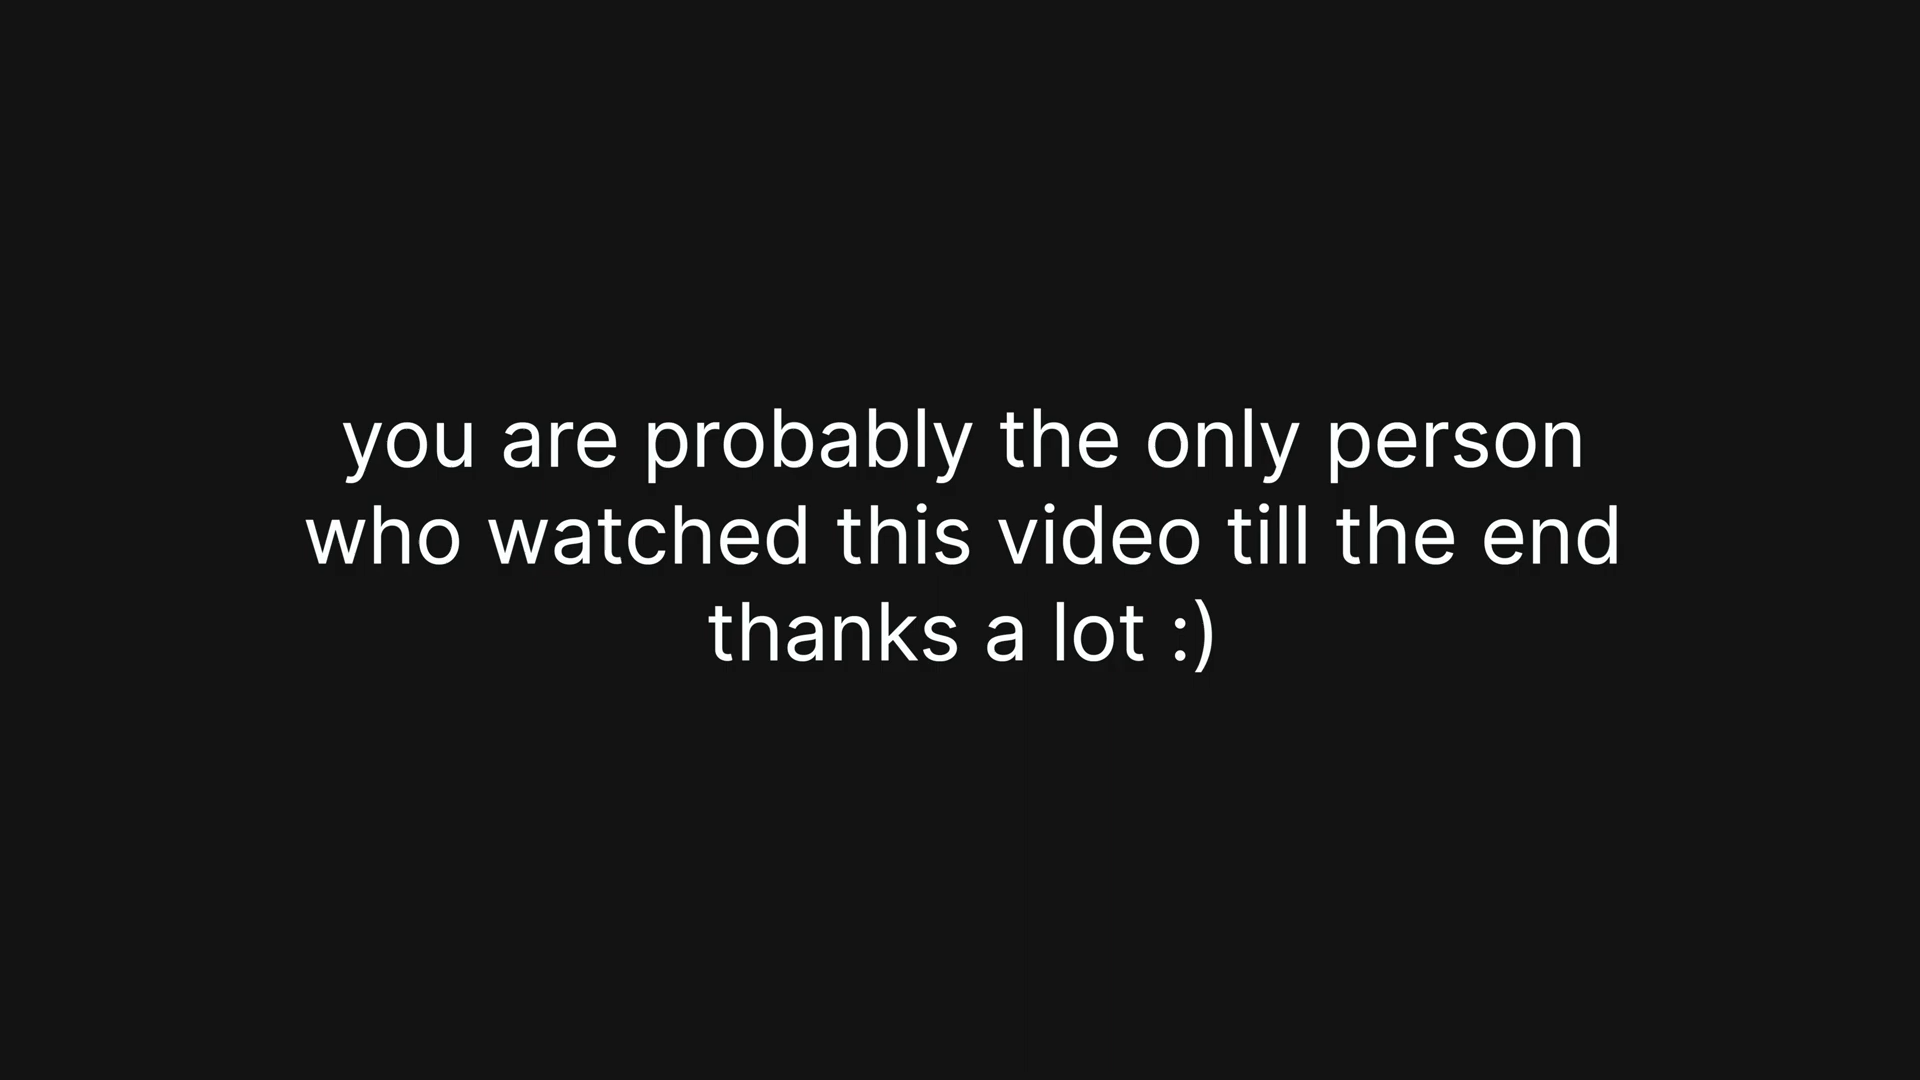 you are probably the only person
who watched this video till the end
thanks a lot :)